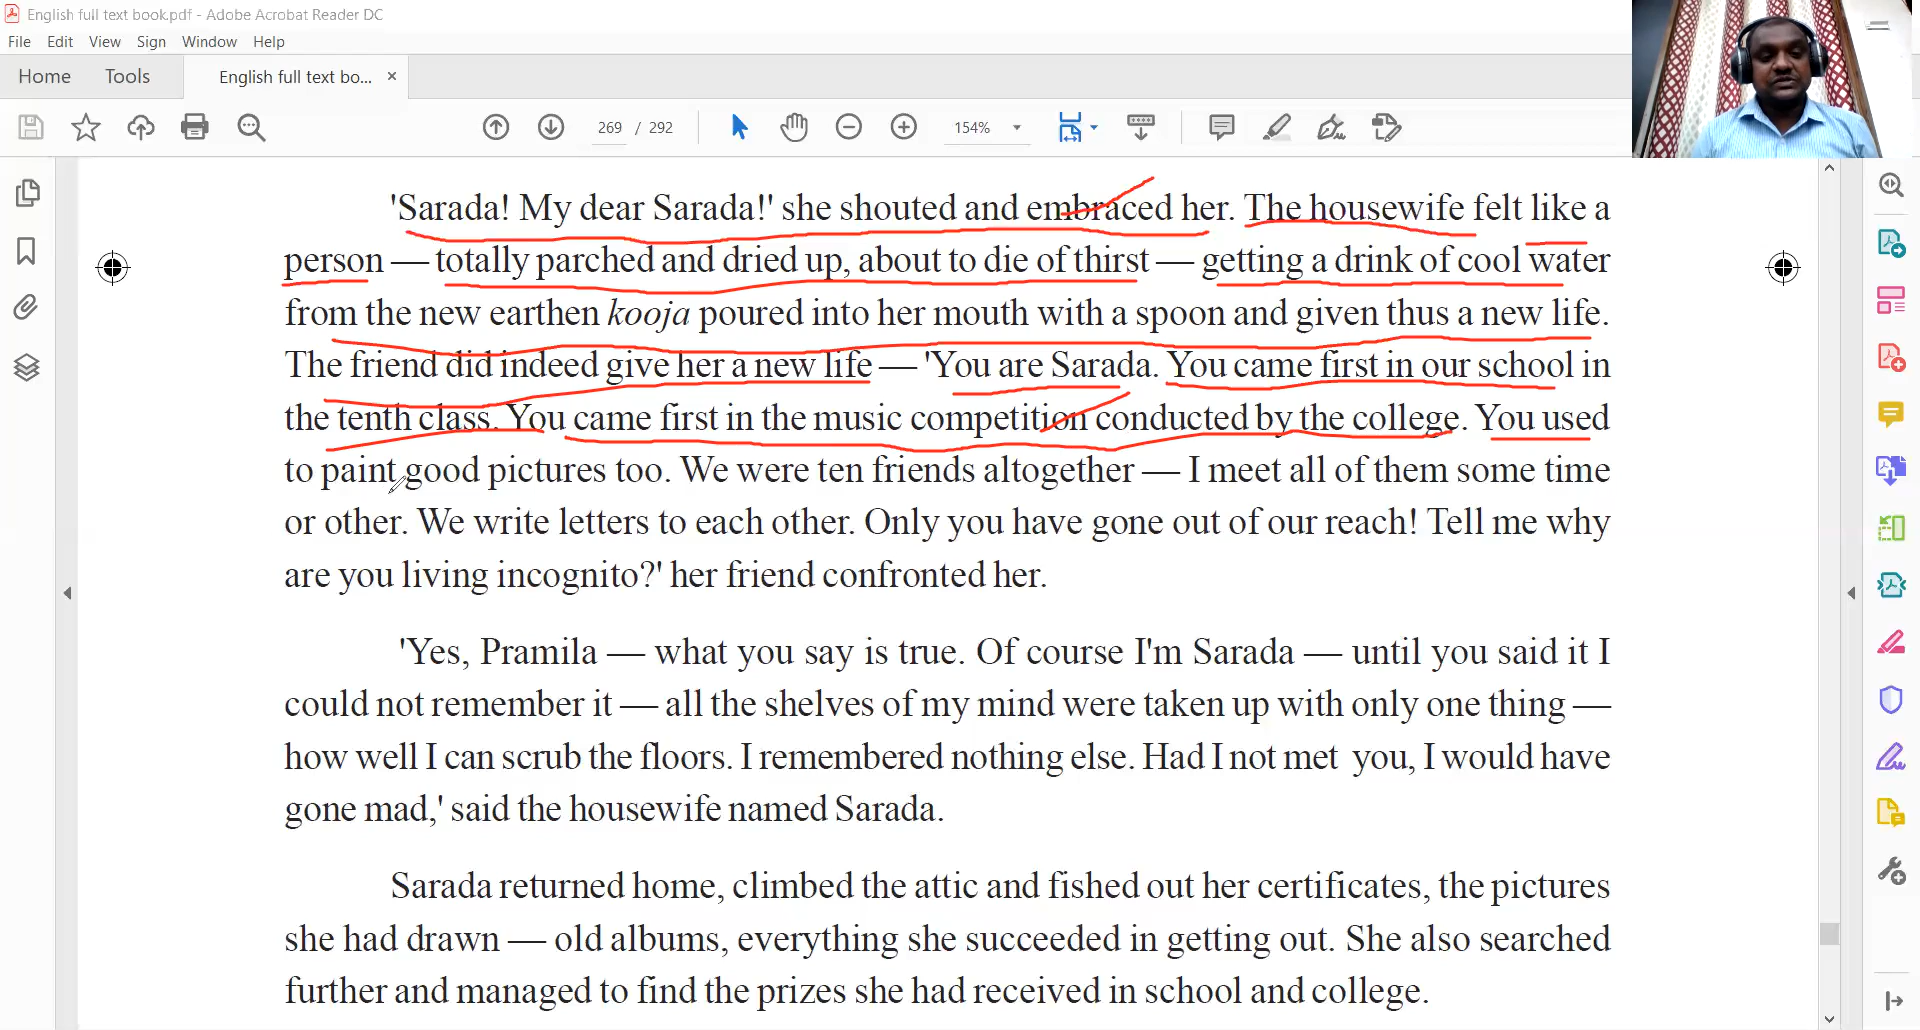 English full text book.pdf - Adobe Acrobat Reader DC
File Edit View Sign Window Help
Home Tools English full text bo... ×
269 / 292 154%
'Sarada! My dear Sarada!' she shouted and embraced her. The housewife felt like a
person — totally parched and dried up, about to die of thirst — getting a drink of cool water
from the new earthen kooja poured into her mouth with a spoon and given thus a new life.
The friend did indeed give her a new life — 'You are Sarada. You came first in our school in
the tenth class. You came first in the music competition conducted by the college. You used
to paint good pictures too. We were ten friends altogether — I meet all of them some time
or other. We write letters to each other. Only you have gone out of our reach! Tell me why
are you living incognito?' her friend confronted her.
'Yes, Pramila — what you say is true. Of course I'm Sarada — until you said it I
could not remember it — all the shelves of my mind were taken up with only one thing —
how well I can scrub the floors. I remembered nothing else. Had I not met you, I would have
gone mad,' said the housewife named Sarada.
Sarada returned home, climbed the attic and fished out her certificates, the pictures
she had drawn — old albums, everything she succeeded in getting out. She also searched
further and managed to find the prizes she had received in school and college.